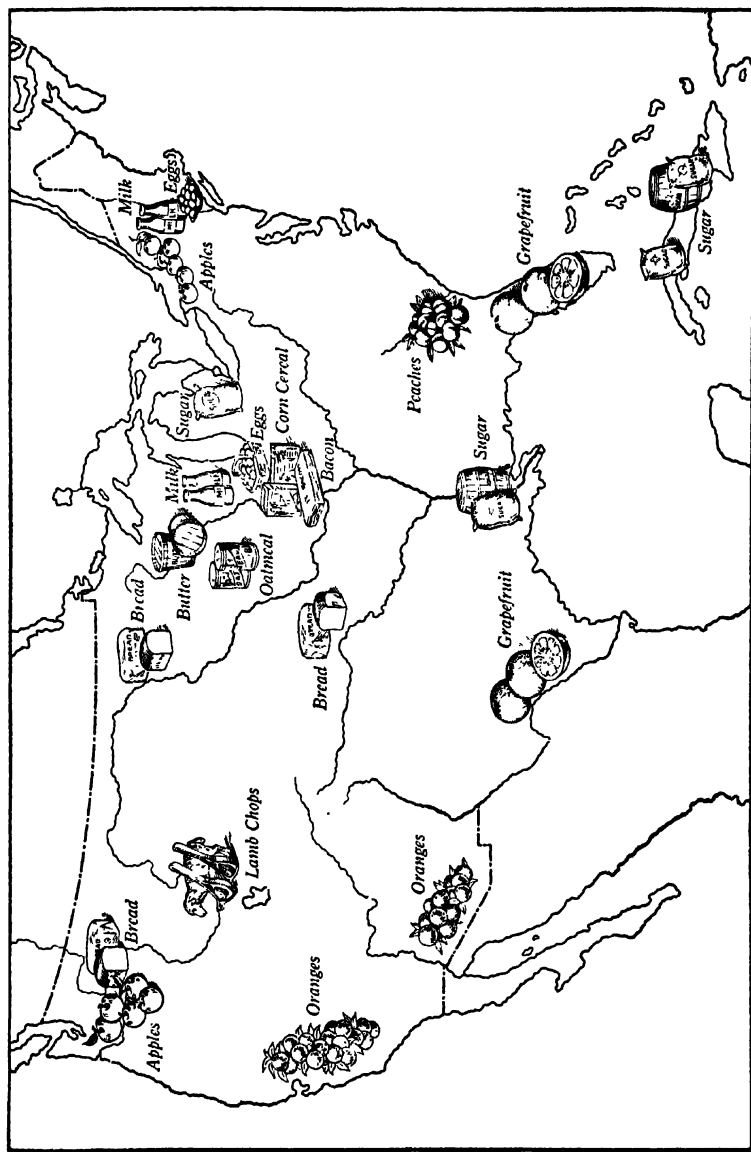 Milk
Bread
Bread
Apples
Milk
Eggs
Butter
Sugar
Apples
Lamb Chops
Eggs
Oatmeal
Corn Cereal
Oranges
Bread
Bacon
Peaches
Oranges
Sugar
Grapefruit
Grapefruit
Sugar